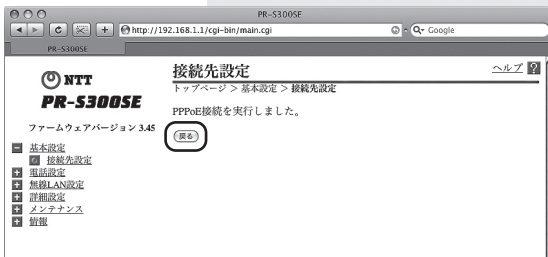 PR-S300SE
http://192.168.1.1/cgi-bin/main.cgi
Google
PR-S300SE
NTT
PR-S300SE
ファームウェアバージョン 3.45
基本設定
接続先設定
電話設定
無線LAN設定
詳細設定
メンテナンス
情報
接続先設定
ヘルプ ?
トップページ > 基本設定 > 接続先設定
PPPoE接続を実行しました。
戻る